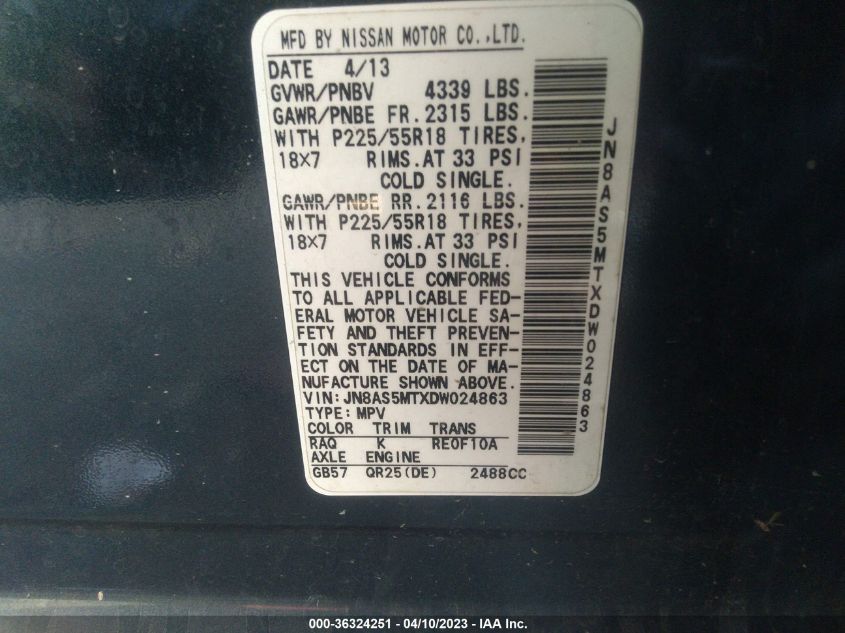 MFD BY NISSAN MOTOR CO.,LTD.
DATE 4/13
GVWR/PNBV 4339 LBS.
GAWR/PNBE FR. 2315 LBS.
WITH P225/55R18 TIRES,
18X7 RIMS. AT 33 PSI
COLD SINGLE.
GAWR/PNBE RR. 2116 LBS.
WITH P225/55R18 TIRES,
18X7 RIMS. AT 33 PSI
COLD SINGLE.
THIS VEHICLE CONFORMS
TO ALL APPLICABLE FED-
ERAL MOTOR VEHICLE SA-
FETY AND THEFT PREVEN-
TION STANDARDS IN EFF-
ECT ON THE DATE OF MA-
NUFACTURE SHOWN ABOVE.
VIN:JN8AS5MTXDW024863
TYPE:MPV
COLOR TRIM TRANS
RAQ K RE0F10A
AXLE ENGINE
GB57 QR25(DE) 2488CC
JN8AS5MTXDW024863
000-36324251 - 04/10/2023 - IAA Inc.